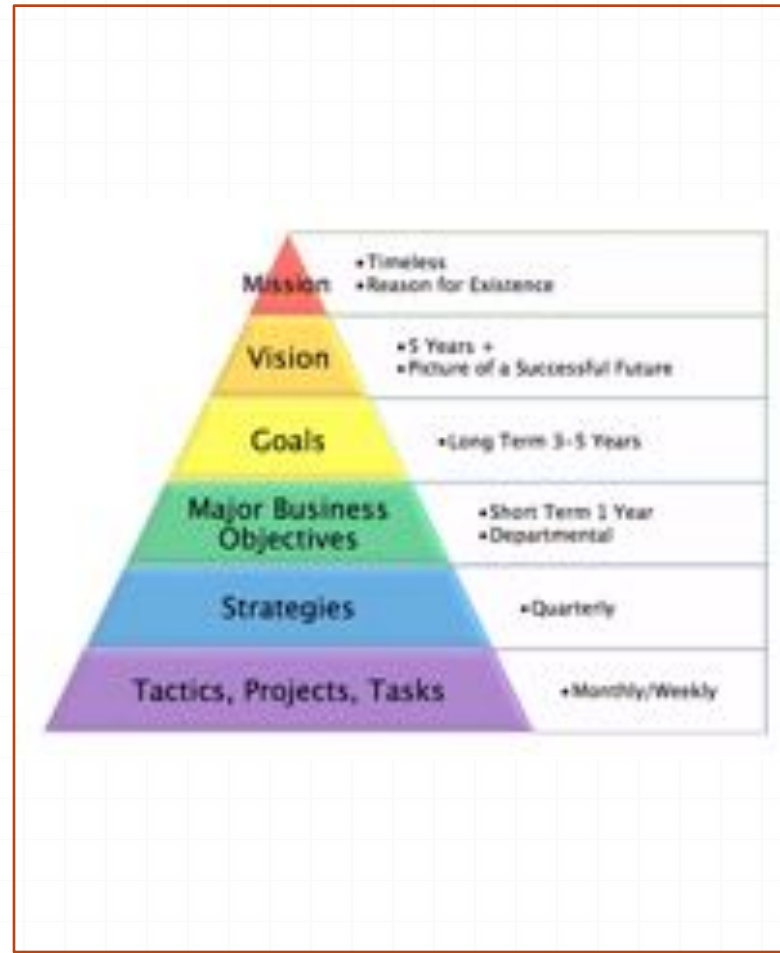 Mission
•Timeless
•Reason for Existence
Vision
•5 Years +
•Picture of a Successful Future
Goals
•Long Term 3-5 Years
Major Business
Objectives
•Short Term 1 Year
•Departmental
Strategies
•Quarterly
Tactics, Projects, Tasks
•Monthly/Weekly